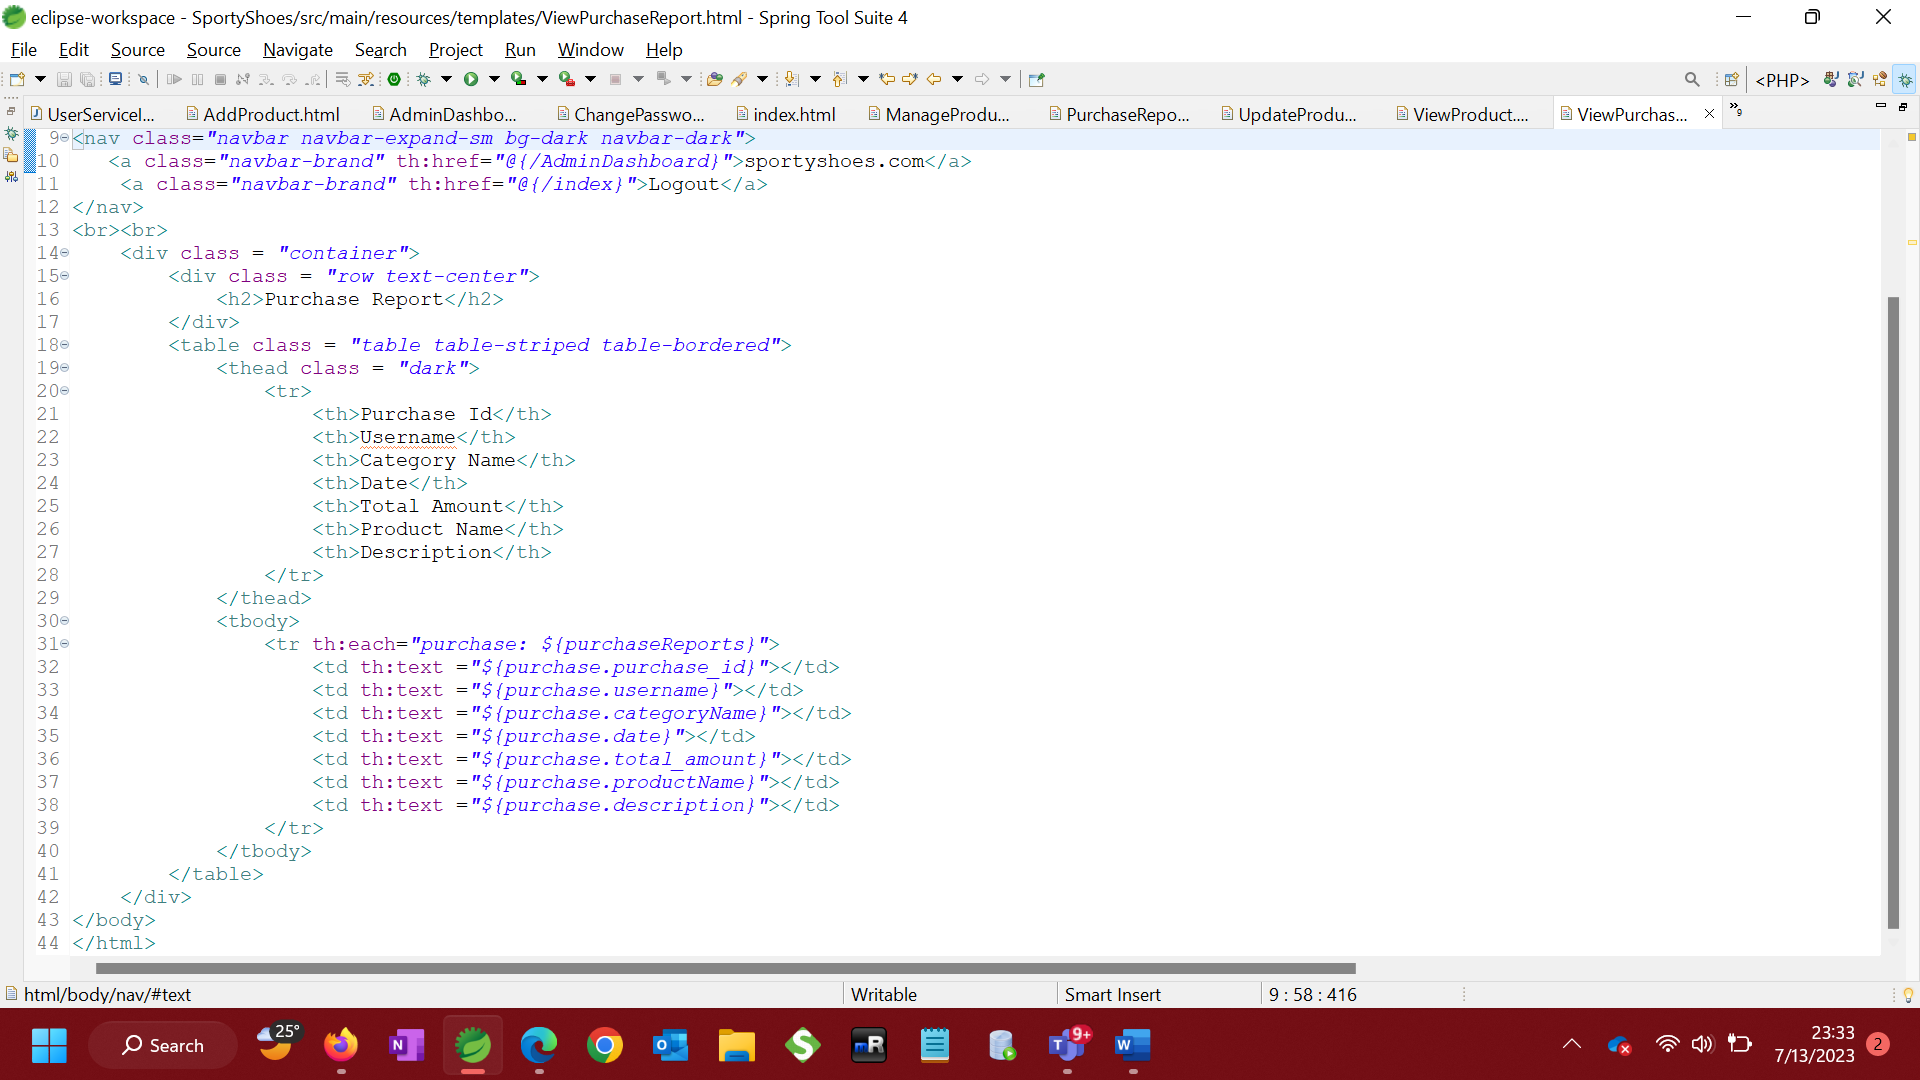 eclipse-workspace - SportyShoes/src/main/resources/templates/ViewPurchaseReport.html - Spring Tool Suite 4
File Edit Source Source Navigate Search Project Run Window Help
<PHP>
UserServiceI... AddProduct.html AdminDashbo... ChangePasswo... index.html ManageProdu... PurchaseRepo... UpdateProdu... ViewProduct.... ViewPurchas... »9
9 <nav class="navbar navbar-expand-sm bg-dark navbar-dark">
10 <a class="navbar-brand" th:href="@{/AdminDashboard}">sportyshoes.com</a>
11 <a class="navbar-brand" th:href="@{/index}">Logout</a>
12 </nav>
13 <br><br>
14 <div class = "container">
15 <div class = "row text-center">
16 <h2>Purchase Report</h2>
17 </div>
18 <table class = "table table-striped table-bordered">
19 <thead class = "dark">
20 <tr>
21 <th>Purchase Id</th>
22 <th>Username</th>
23 <th>Category Name</th>
24 <th>Date</th>
25 <th>Total Amount</th>
26 <th>Product Name</th>
27 <th>Description</th>
28 </tr>
29 </thead>
30 <tbody>
31 <tr th:each="purchase: ${purchaseReports}">
32 <td th:text ="${purchase.purchase_id}"></td>
33 <td th:text ="${purchase.username}"></td>
34 <td th:text ="${purchase.categoryName}"></td>
35 <td th:text ="${purchase.date}"></td>
36 <td th:text ="${purchase.total_amount}"></td>
37 <td th:text ="${purchase.productName}"></td>
38 <td th:text ="${purchase.description}"></td>
39 </tr>
40 </tbody>
41 </table>
42 </div>
43 </body>
44 </html>
html/body/nav/#text Writable Smart Insert 9 : 58 : 416
Search 25° N O S mR T 9+ W 23:33
7/13/2023 2